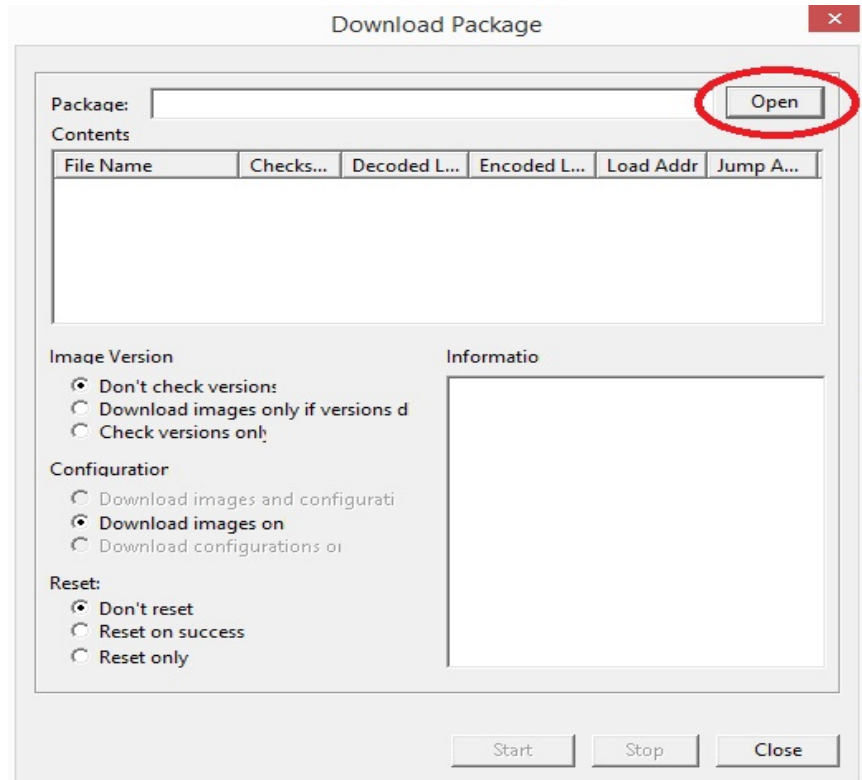 Download Package
Package:
Open
Contents
File Name Checks... Decoded L... Encoded L... Load Addr Jump A...
Image Version
Informatio
Don't check versions
Download images only if versions d
Check versions only
Configuration
Download images and configurati
Download images on
Download configurations or
Reset:
Don't reset
Reset on success
Reset only
Start Stop Close